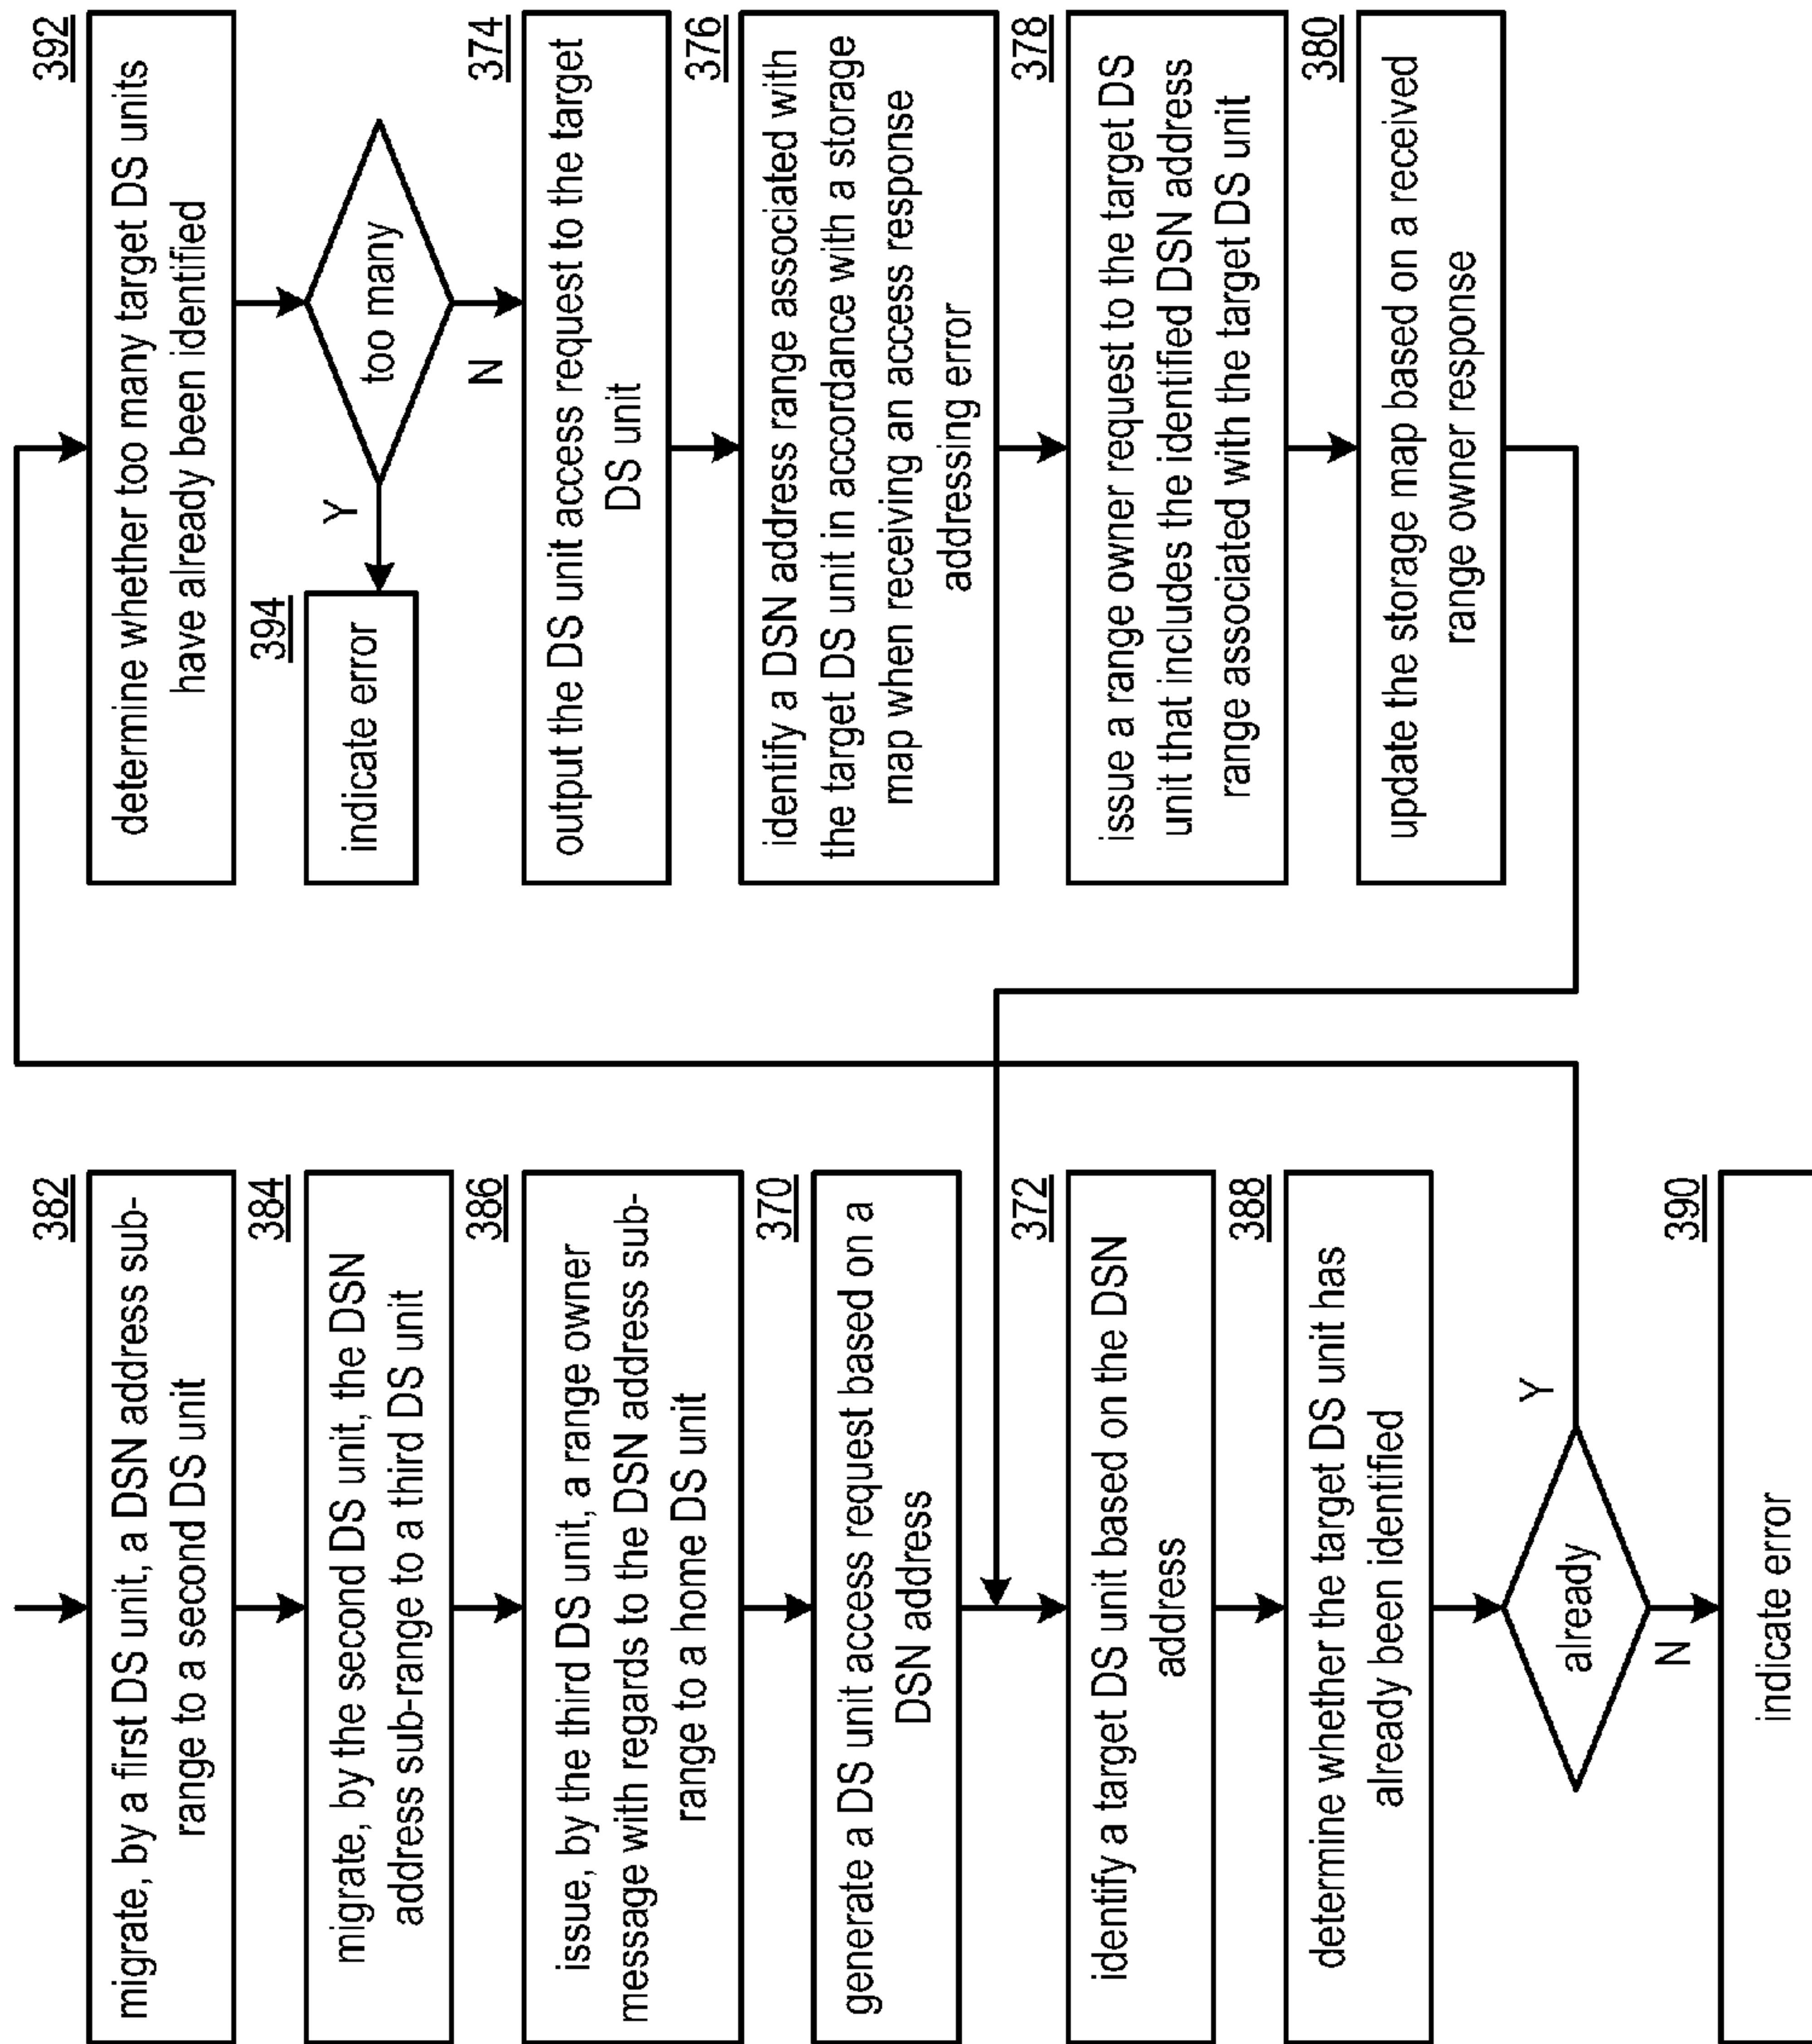 382
migrate, by a first DS unit, a DSN address sub-
range to a second DS unit
384
migrate, by the second DS unit, the DSN
address sub-range to a third DS unit
386
issue, by the third DS unit, a range owner
message with regards to the DSN address sub-
range to a home DS unit
370
generate a DS unit access request based on a
DSN address
372
identify a target DS unit based on the DSN
address
388
determine whether the target DS unit has
already been identified
already
Y
N
390
indicate error
392
determine whether too many target DS units
have already been identified
too many
Y
N
394
indicate error
374
output the DS unit access request to the target
DS unit
376
identify a DSN address range associated with
the target DS unit in accordance with a storage
map when receiving an access response
addressing error
378
issue a range owner request to the target DS
unit that includes the identified DSN address
range associated with the target DS unit
380
update the storage map based on a received
range owner response